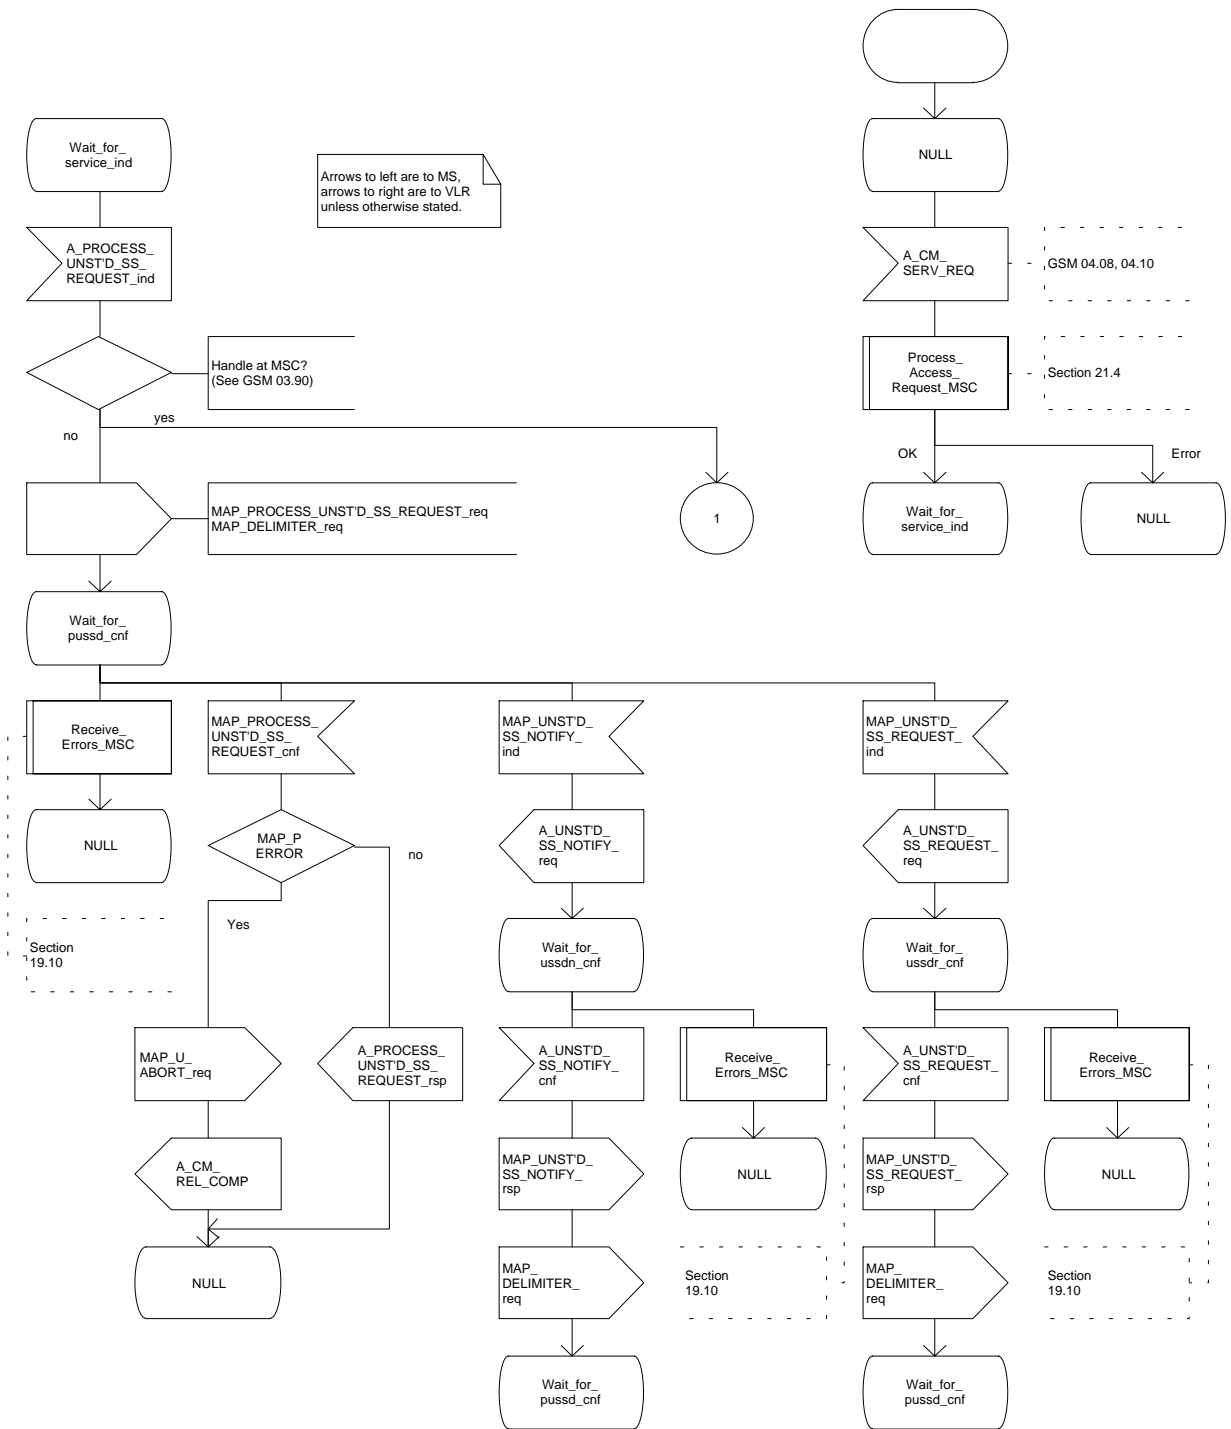 NULL
Wait_for_
service_ind
Arrows to left are to MS,
arrows to right are to VLR
unless otherwise stated.
A_PROCESS_
UNST'D_SS_
REQUEST_ind
A_CM_
SERV_REQ
GSM 04.08, 04.10
Handle at MSC?
(See GSM 03.90)
Process_
Access_
Request_MSC
Section 21.4
no
yes
OK
Error
MAP_PROCESS_UNST'D_SS_REQUEST_req
MAP_DELIMITER_req
1
Wait_for_
service_ind
NULL
Wait_for_
pussd_cnf
Receive_
Errors_MSC
MAP_PROCESS_
UNST'D_SS_
REQUEST_cnf
MAP_UNST'D_
SS_NOTIFY_
ind
MAP_UNST'D_
SS_REQUEST_
ind
NULL
MAP_P
ERROR
no
A_UNST'D_
SS_NOTIFY_
req
A_UNST'D_
SS_REQUEST_
req
Yes
Section
19.10
Wait_for_
ussdn_cnf
Wait_for_
ussdr_cnf
MAP_U_
ABORT_req
A_PROCESS_
UNST'D_SS_
REQUEST_rsp
A_UNST'D_
SS_NOTIFY_
cnf
Receive_
Errors_MSC
A_UNST'D_
SS_REQUEST_
cnf
Receive_
Errors_MSC
A_CM_
REL_COMP
MAP_UNST'D_
SS_NOTIFY_
rsp
NULL
MAP_UNST'D_
SS_REQUEST_
rsp
NULL
NULL
MAP_
DELIMITER_
req
Section
19.10
MAP_
DELIMITER_
req
Section
19.10
Wait_for_
pussd_cnf
Wait_for_
pussd_cnf